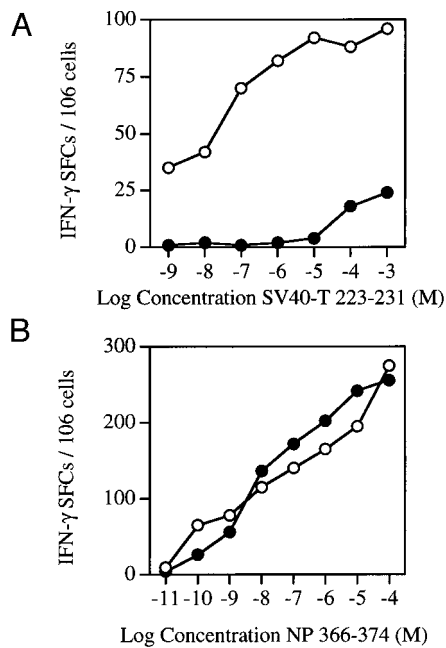 A
100
75
50
25
0
IFN-γ SFCs / 106 cells
-9 -8 -7 -6 -5 -4 -3
Log Concentration SV40-T 223-231 (M)
B
300
200
100
0
IFN-γ SFCs / 106 cells
-11 -10 -9 -8 -7 -6 -5 -4
Log Concentration NP 366-374 (M)